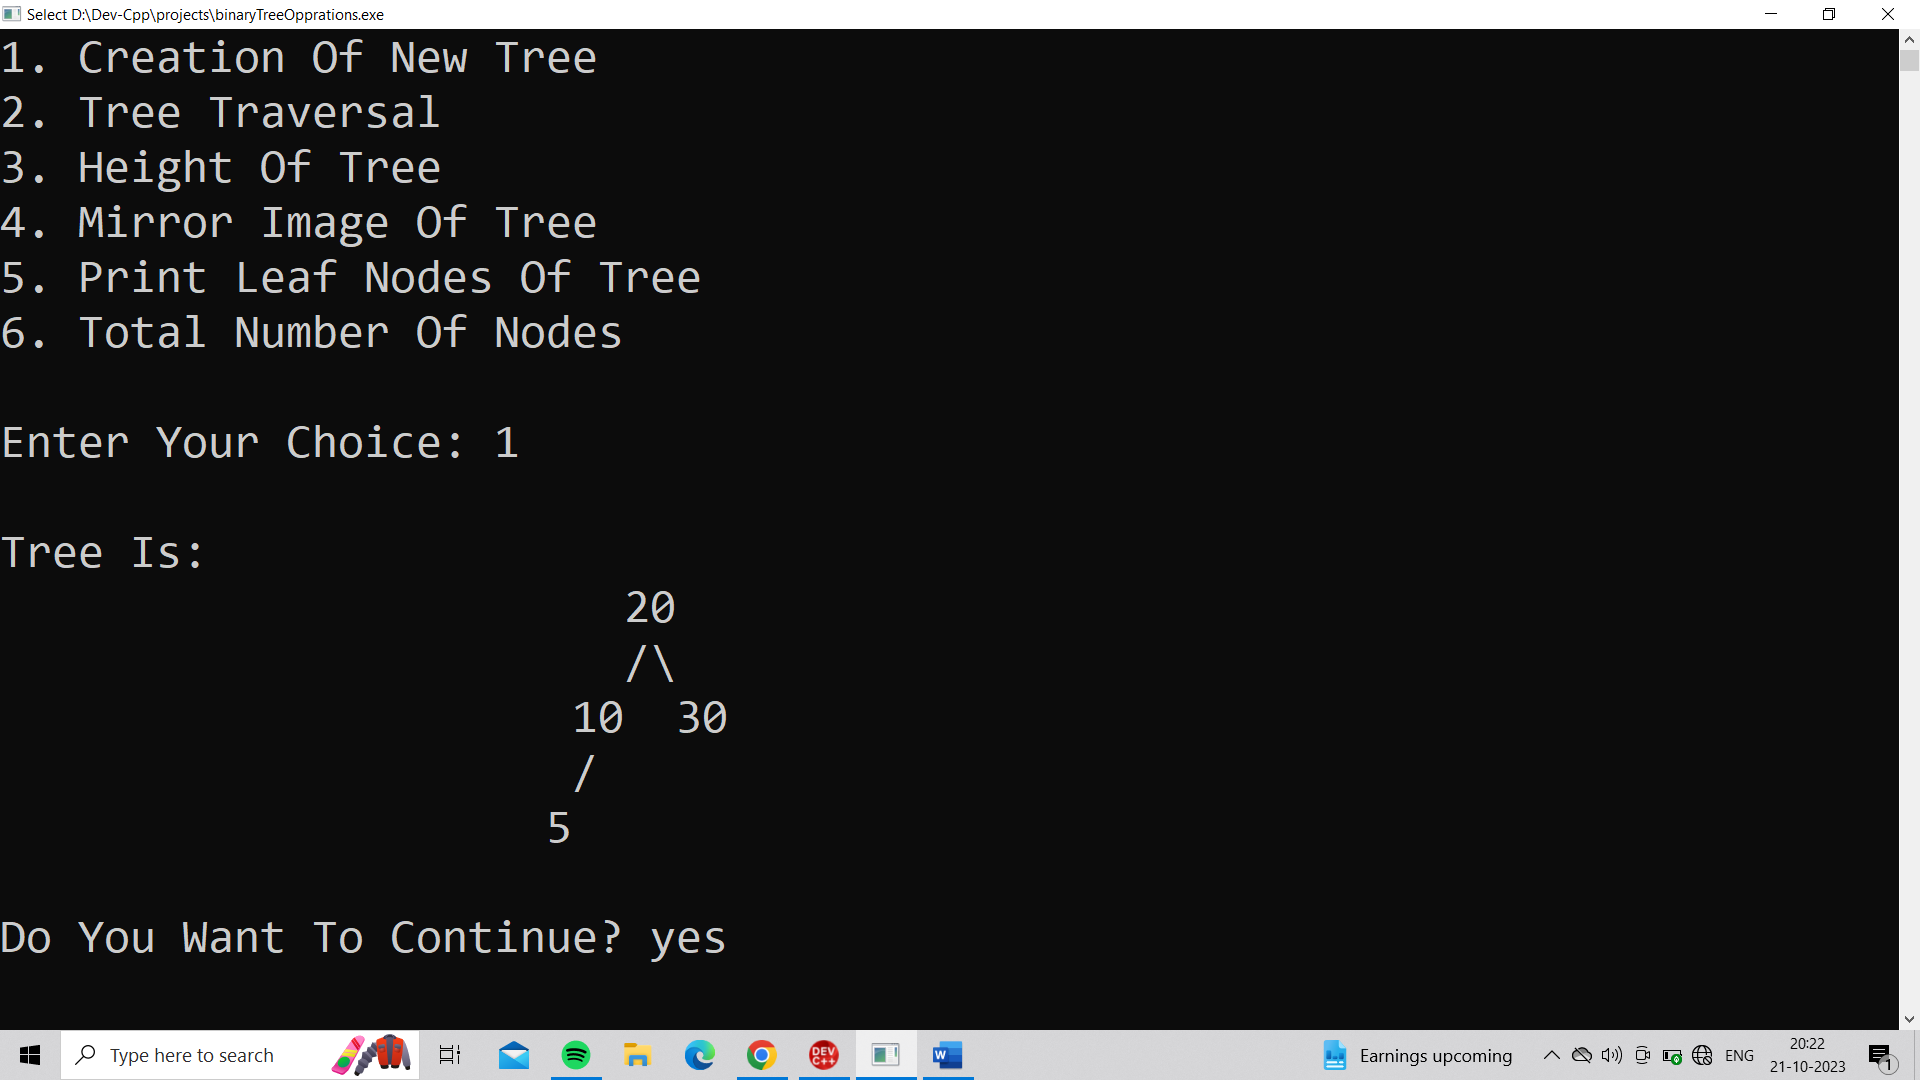 Select D:\Dev-Cpp\projects\binaryTreeOpprations.exe
1. Creation Of New Tree
2. Tree Traversal
3. Height Of Tree
4. Mirror Image Of Tree
5. Print Leaf Nodes Of Tree
6. Total Number Of Nodes
Enter Your Choice: 1
Tree Is:
20
/\
10 30
/
5
Do You Want To Continue? yes
Type here to search
DEV C++
W
Earnings upcoming
ENG
20:22
21-10-2023
1